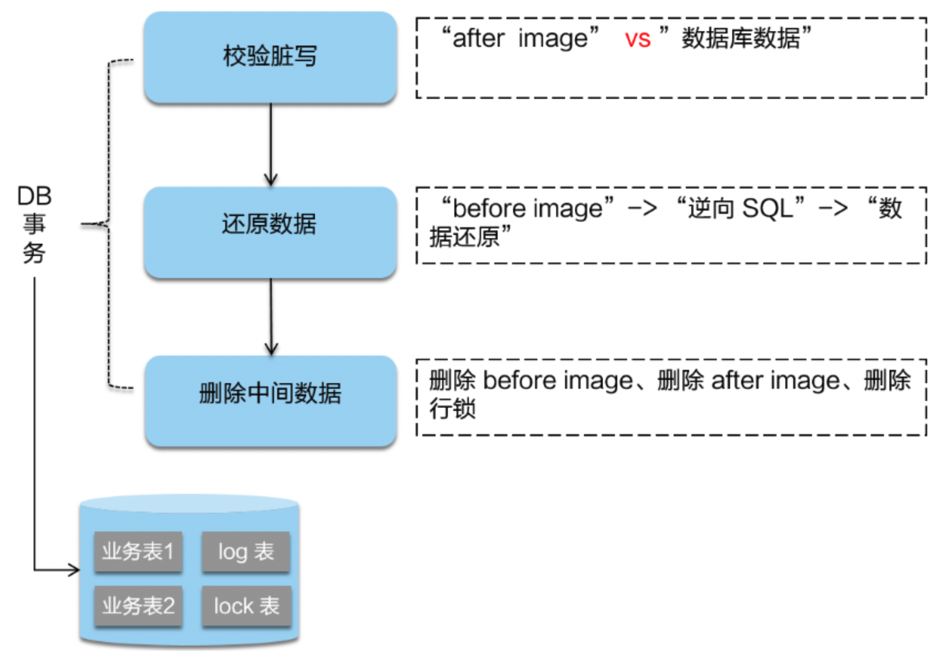 校验脏写
“after image” vs ”数据库数据”
DB
事
务
还原数据
“before image”–> “逆向 SQL”–> “数
据还原”
删除中间数据
删除 before image、删除 after image、删除
行锁
业务表1
log 表
业务表2
lock 表